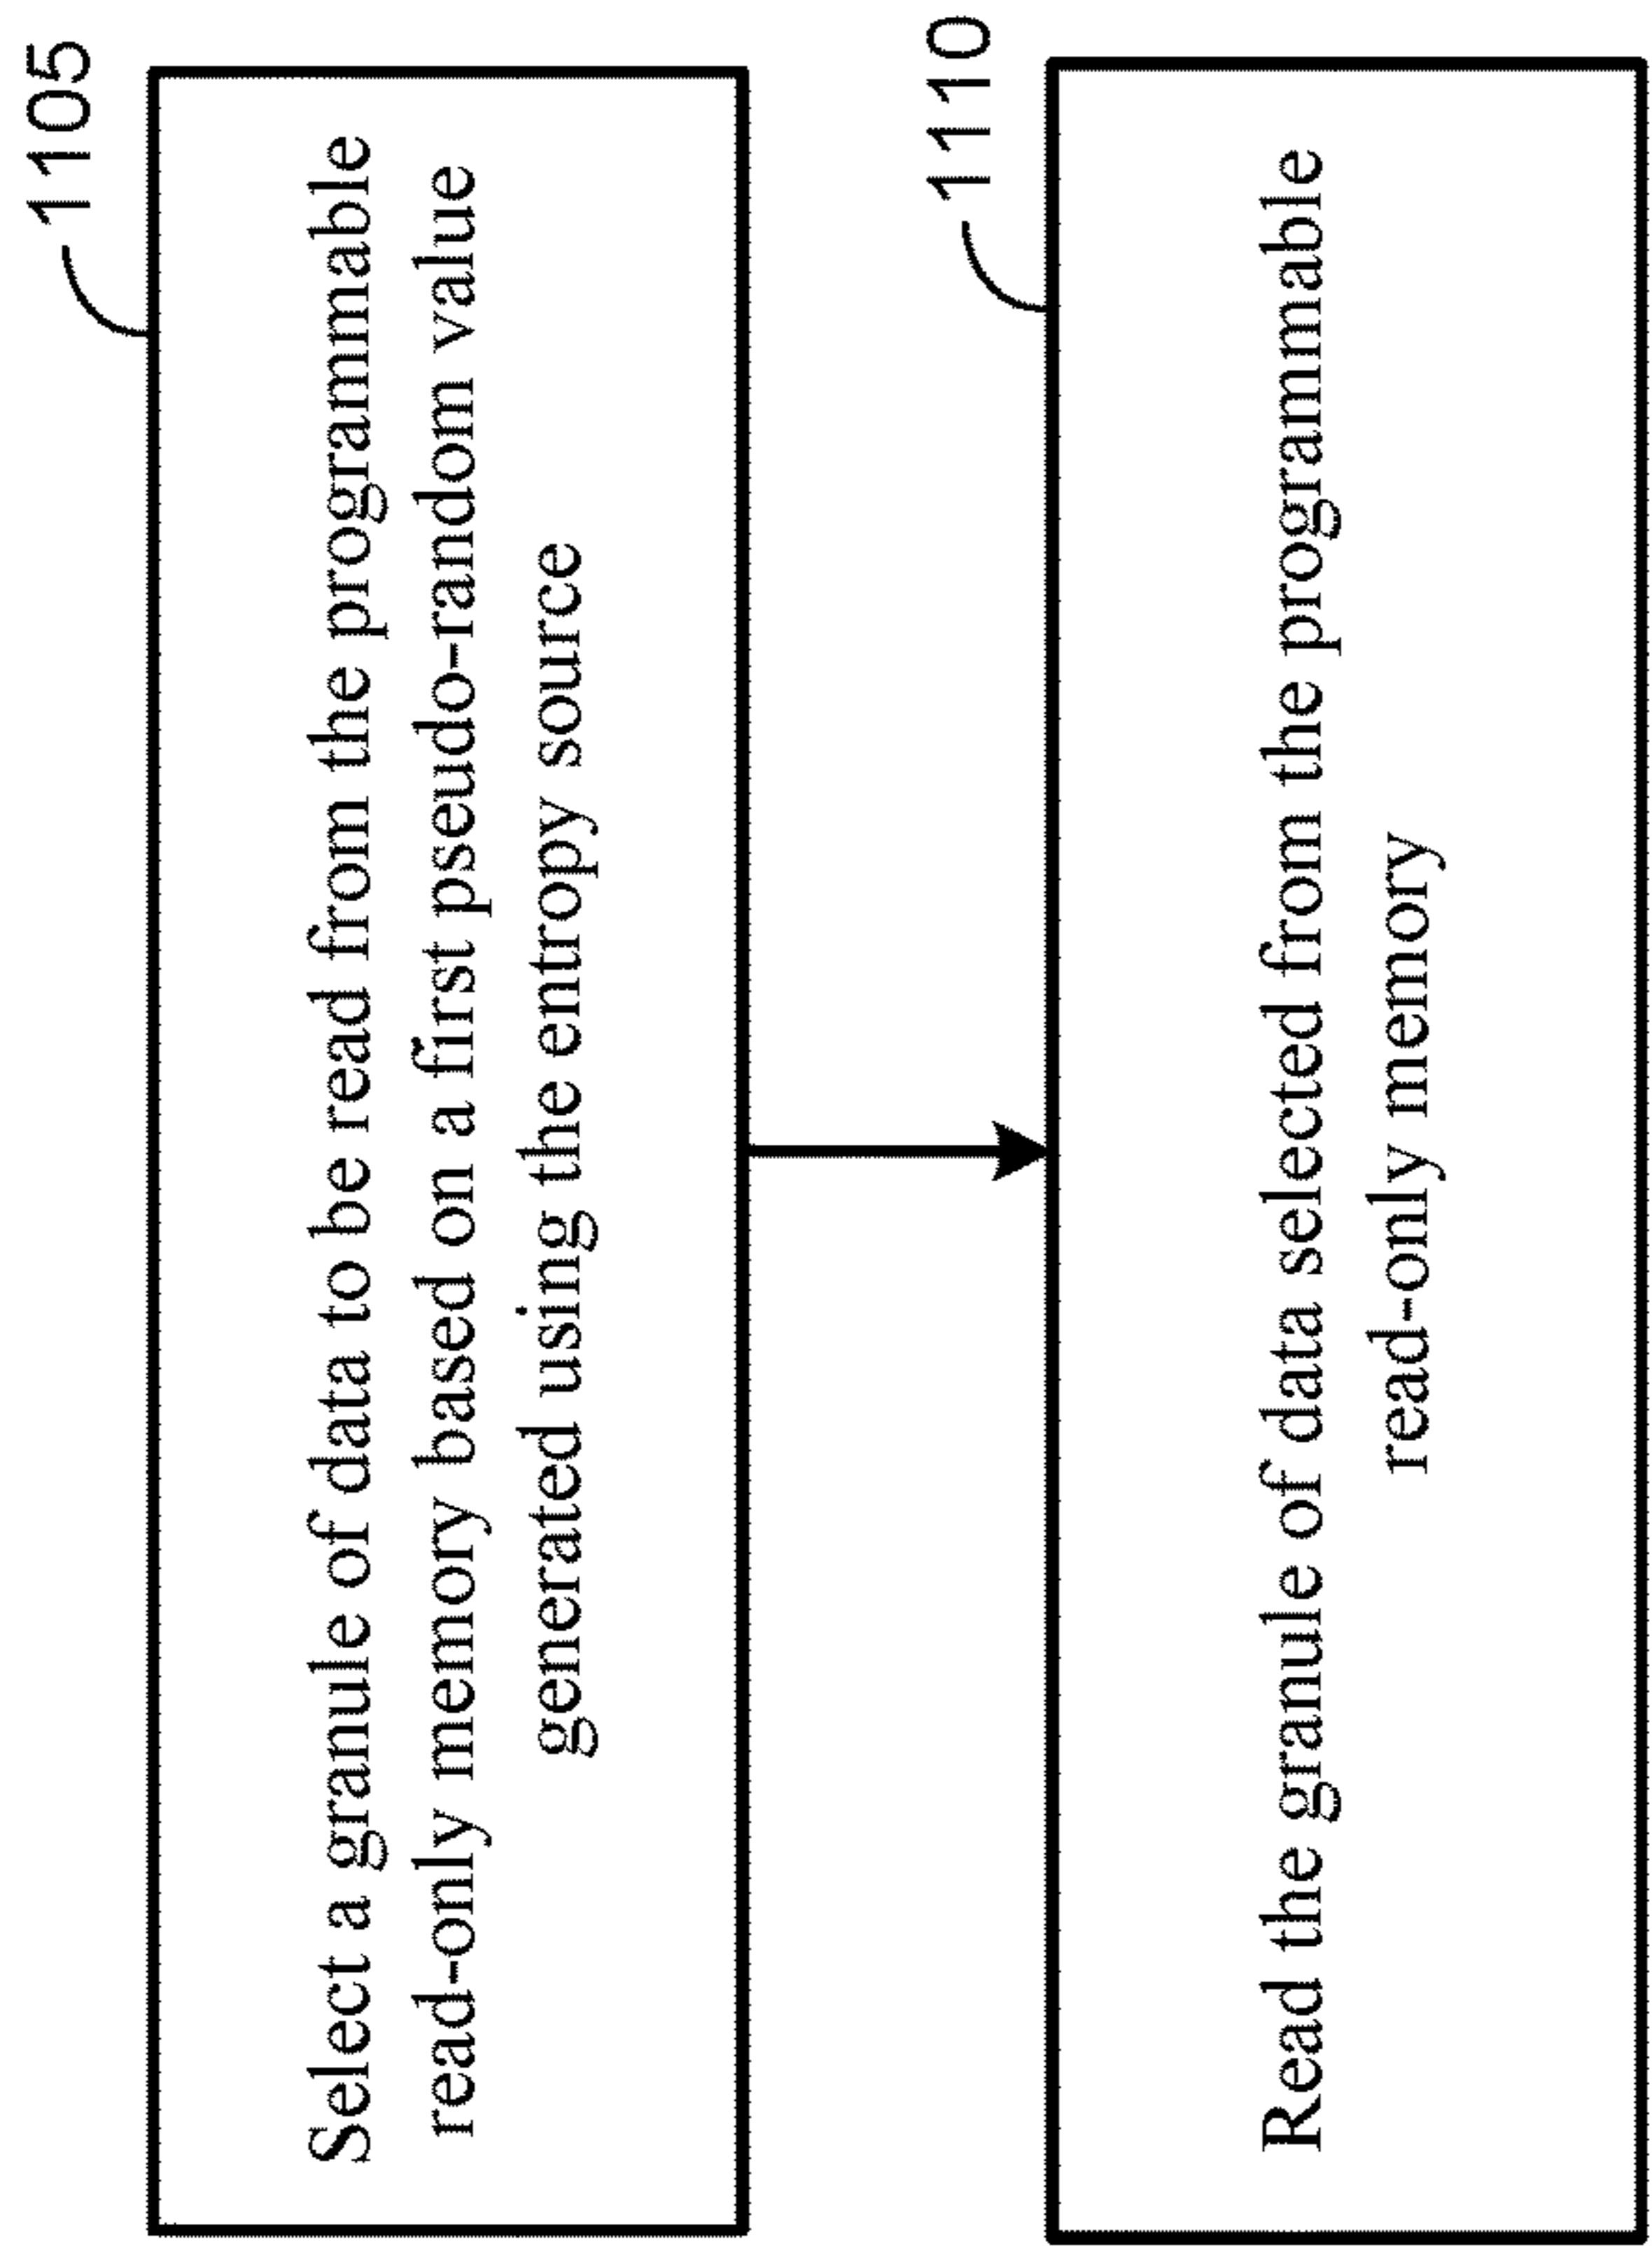 1105
Select a granule of data to be read from the programmable
read-only memory based on a first pseudo-random value
generated using the entropy source
1110
Read the granule of data selected from the programmable
read-only memory